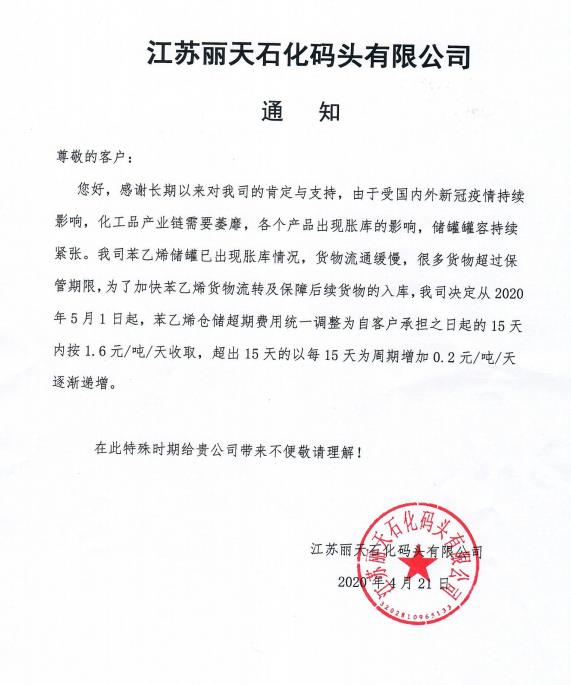 江苏丽天石化码头有限公司
通 知
尊敬的客户：
您好，感谢长期以来对我司的肯定与支持，由于受国内外新冠疫情持续
影响，化工品产业链需要萎靡，各个产品出现胀库的影响，储罐罐容持续
紧张。我司苯乙烯储罐已出现胀库情况，货物流通缓慢，很多货物超过保
管期限，为了加快苯乙烯货物流转及保障后续货物的入库，我司决定从 2020
年 5 月 1 日起，苯乙烯仓储超期费用统一调整为自客户承担之日起的 15 天
内按 1.6 元/吨/天收取，超出 15 天的以每 15 天为周期增加 0.2 元/吨/天
逐渐递增。
在此特殊时期给贵公司带来不便敬请理解！
江苏丽天石化码头有限公司
2020 年 4 月 21 日
江苏丽天石化码头有限公司
3202810965133